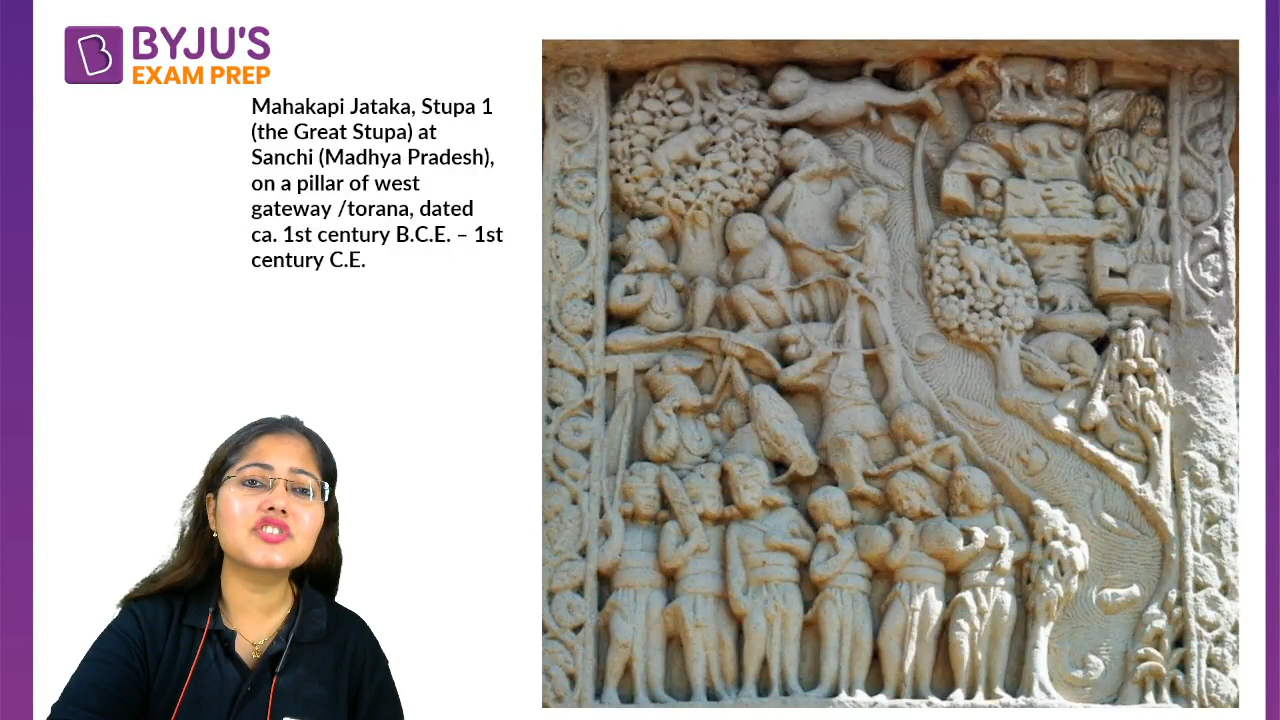 BYJU'S
EXAM PREP
Mahakapi Jataka, Stupa 1
(the Great Stupa) at
Sanchi (Madhya Pradesh),
on a pillar of west
gateway /torana, dated
ca. 1st century B.C.E. – 1st
century C.E.